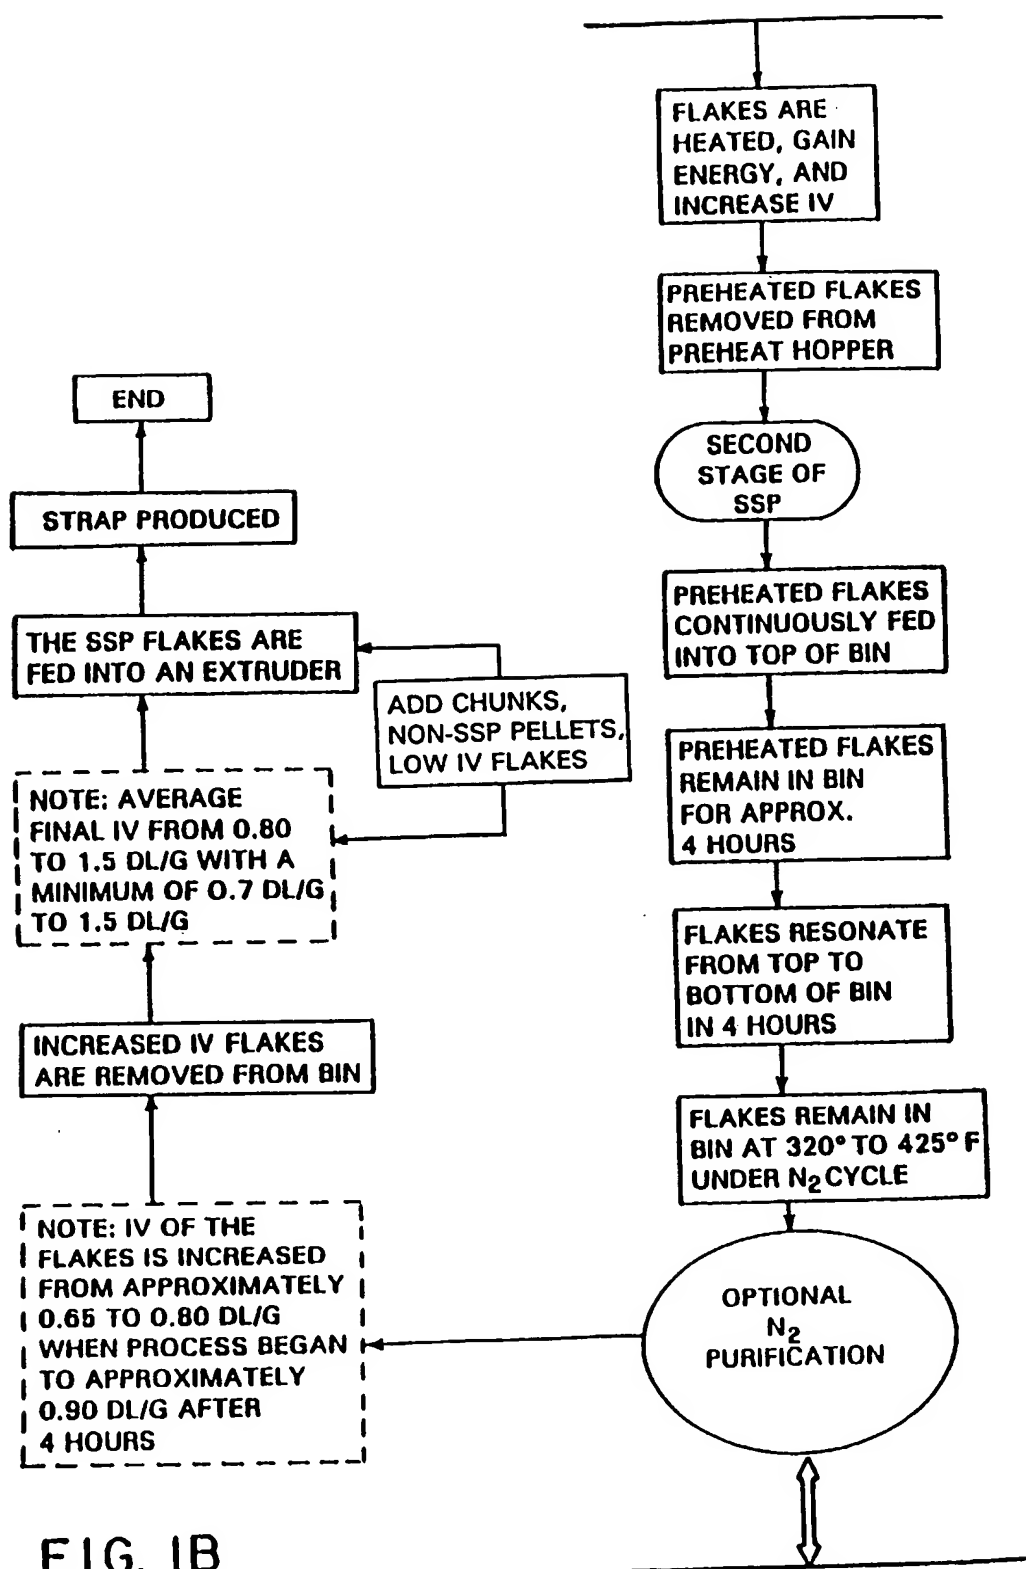 FLAKES ARE
HEATED, GAIN
ENERGY, AND
INCREASE IV
PREHEATED FLAKES
REMOVED FROM
PREHEAT HOPPER
SECOND
STAGE OF
SSP
PREHEATED FLAKES
CONTINUOUSLY FED
INTO TOP OF BIN
PREHEATED FLAKES
REMAIN IN BIN
FOR APPROX.
4 HOURS
FLAKES RESONATE
FROM TOP TO
BOTTOM OF BIN
IN 4 HOURS
FLAKES REMAIN IN
BIN AT 320° TO 425° F
UNDER N₂ CYCLE
OPTIONAL
N₂
PURIFICATION
NOTE: IV OF THE
FLAKES IS INCREASED
FROM APPROXIMATELY
0.65 TO 0.80 DL/G
WHEN PROCESS BEGAN
TO APPROXIMATELY
0.90 DL/G AFTER
4 HOURS
INCREASED IV FLAKES
ARE REMOVED FROM BIN
NOTE: AVERAGE
FINAL IV FROM 0.80
TO 1.5 DL/G WITH A
MINIMUM OF 0.7 DL/G
TO 1.5 DL/G
ADD CHUNKS,
NON-SSP PELLETS,
LOW IV FLAKES
THE SSP FLAKES ARE
FED INTO AN EXTRUDER
STRAP PRODUCED
END
FIG. 1B